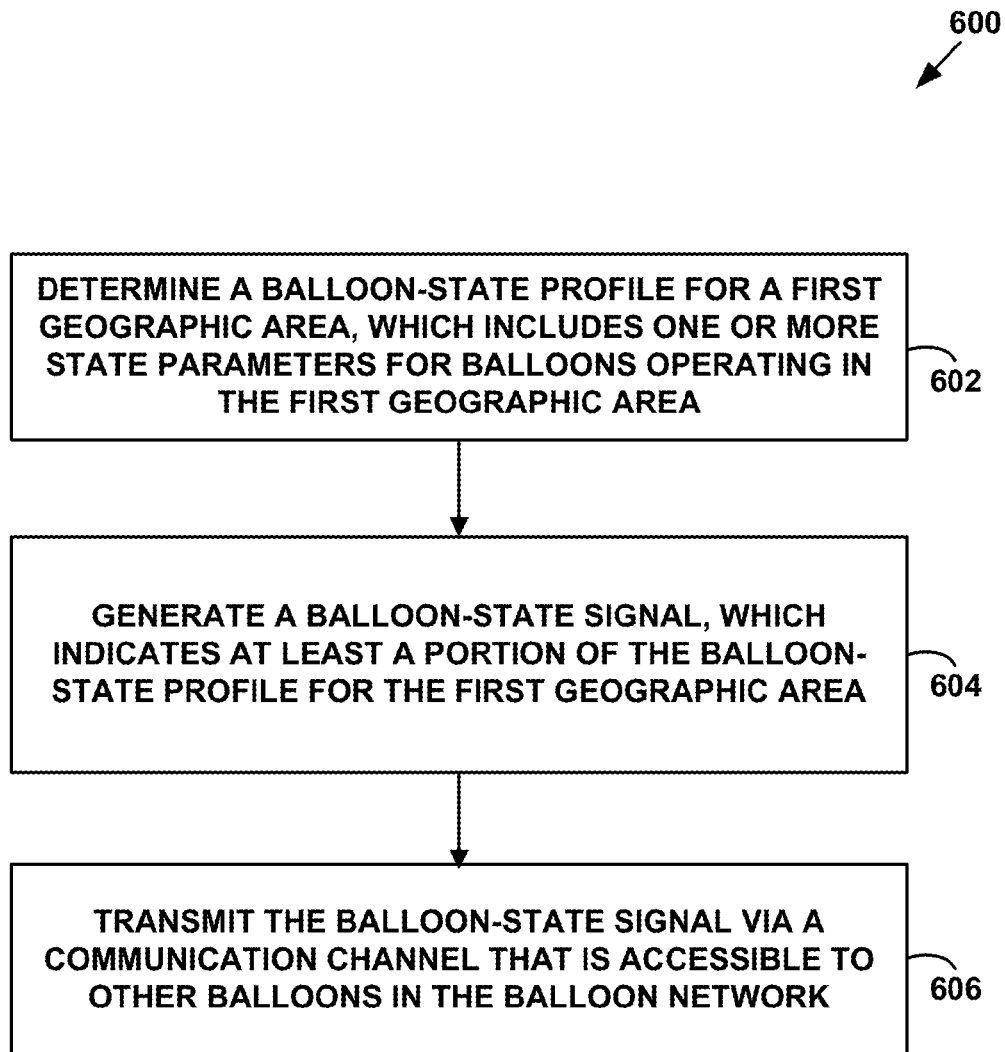 600
DETERMINE A BALLOON-STATE PROFILE FOR A FIRST
GEOGRAPHIC AREA, WHICH INCLUDES ONE OR MORE
STATE PARAMETERS FOR BALLOONS OPERATING IN
THE FIRST GEOGRAPHIC AREA
602
GENERATE A BALLOON-STATE SIGNAL, WHICH
INDICATES AT LEAST A PORTION OF THE BALLOON-
STATE PROFILE FOR THE FIRST GEOGRAPHIC AREA
604
TRANSMIT THE BALLOON-STATE SIGNAL VIA A
COMMUNICATION CHANNEL THAT IS ACCESSIBLE TO
OTHER BALLOONS IN THE BALLOON NETWORK
606